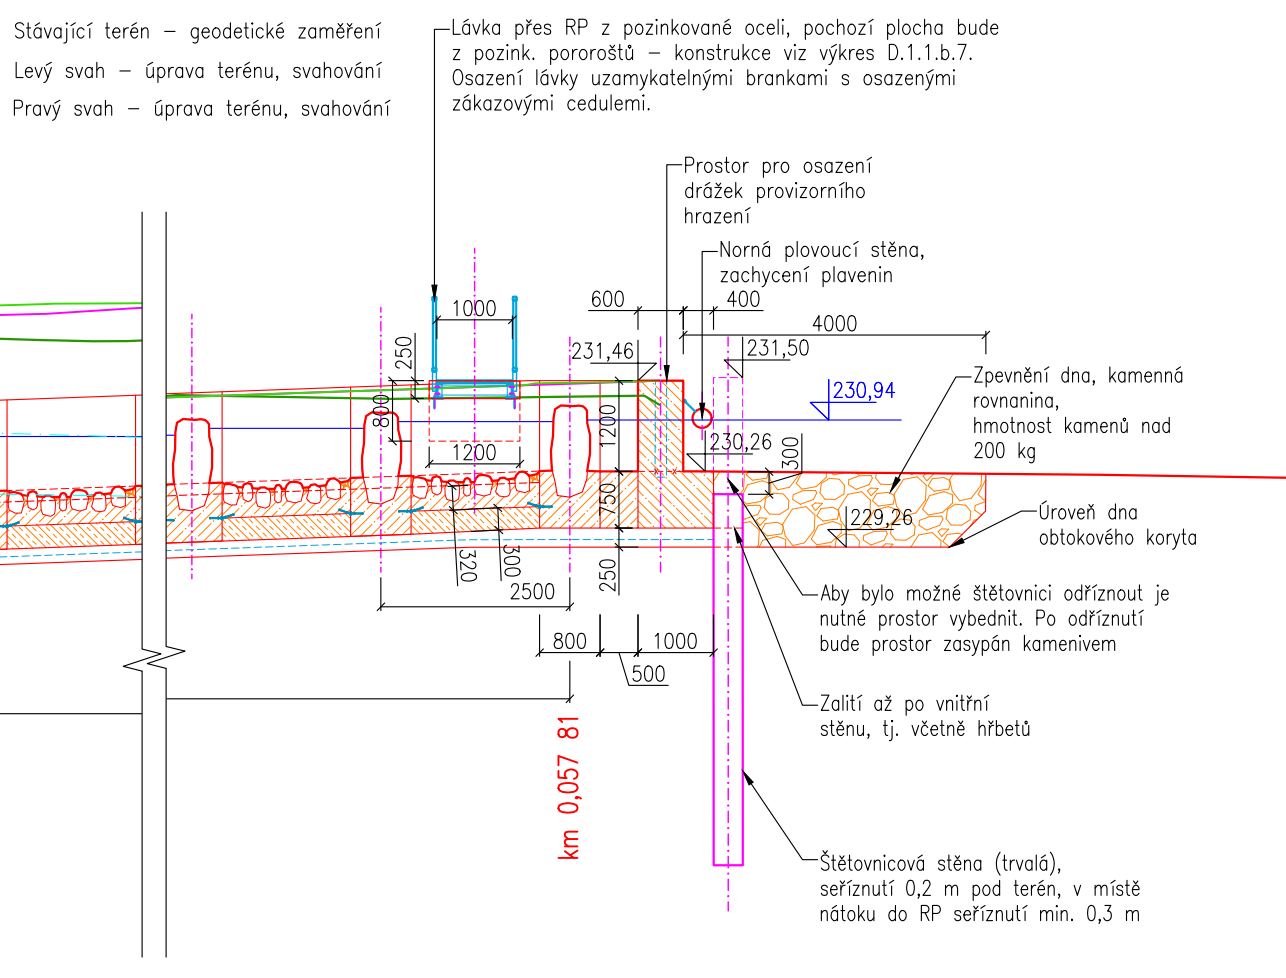 Stávající terén – geodetické zaměření
Levý svah – úprava terénu, svahování
Pravý svah – úprava terénu, svahování
Lávka přes RP z pozinkované oceli, pochozí plocha bude
z pozink. pororoštů – konstrukce viz výkres D.1.1.b.7.
Osazení lávky uzamykatelnými brankami s osazenými
zákazovými cedulemi.
Prostor pro osazení
drážek provizorního
hrazení
Norná plovoucí stěna,
zachycení plavenin
600
400
1000
4000
250
231,46
231,50
Zpevnění dna, kamenná
rovnanina,
hmotnost kamenů nad
200 kg
230,94
800
1200
230,26
300
1200
750
229,26
Úroveň dna
obtokového koryta
320
300
250
2500
Aby bylo možné štětovnici odříznout je
nutné prostor vybednit. Po odříznutí
bude prostor zasypán kamenivem
800
1000
500
Zalití až po vnitřní
stěnu, tj. včetně hřbetů
km 0,057 81
Štětovnicová stěna (trvalá),
seříznutí 0,2 m pod terén, v místě
nátoku do RP seříznutí min. 0,3 m